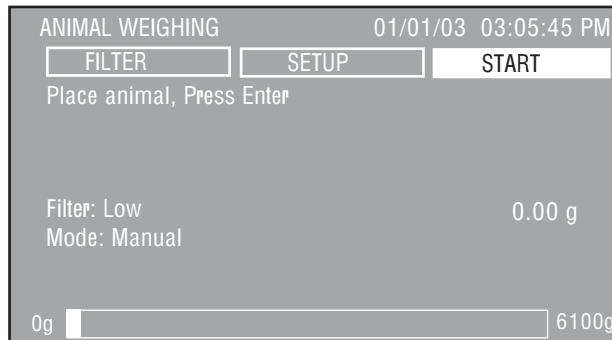 ANIMAL WEIGHING 01/01/03 03:05:45 PM
FILTER SETUP START
Place animal, Press Enter
Filter: Low 0.00 g
Mode: Manual
0g 6100g